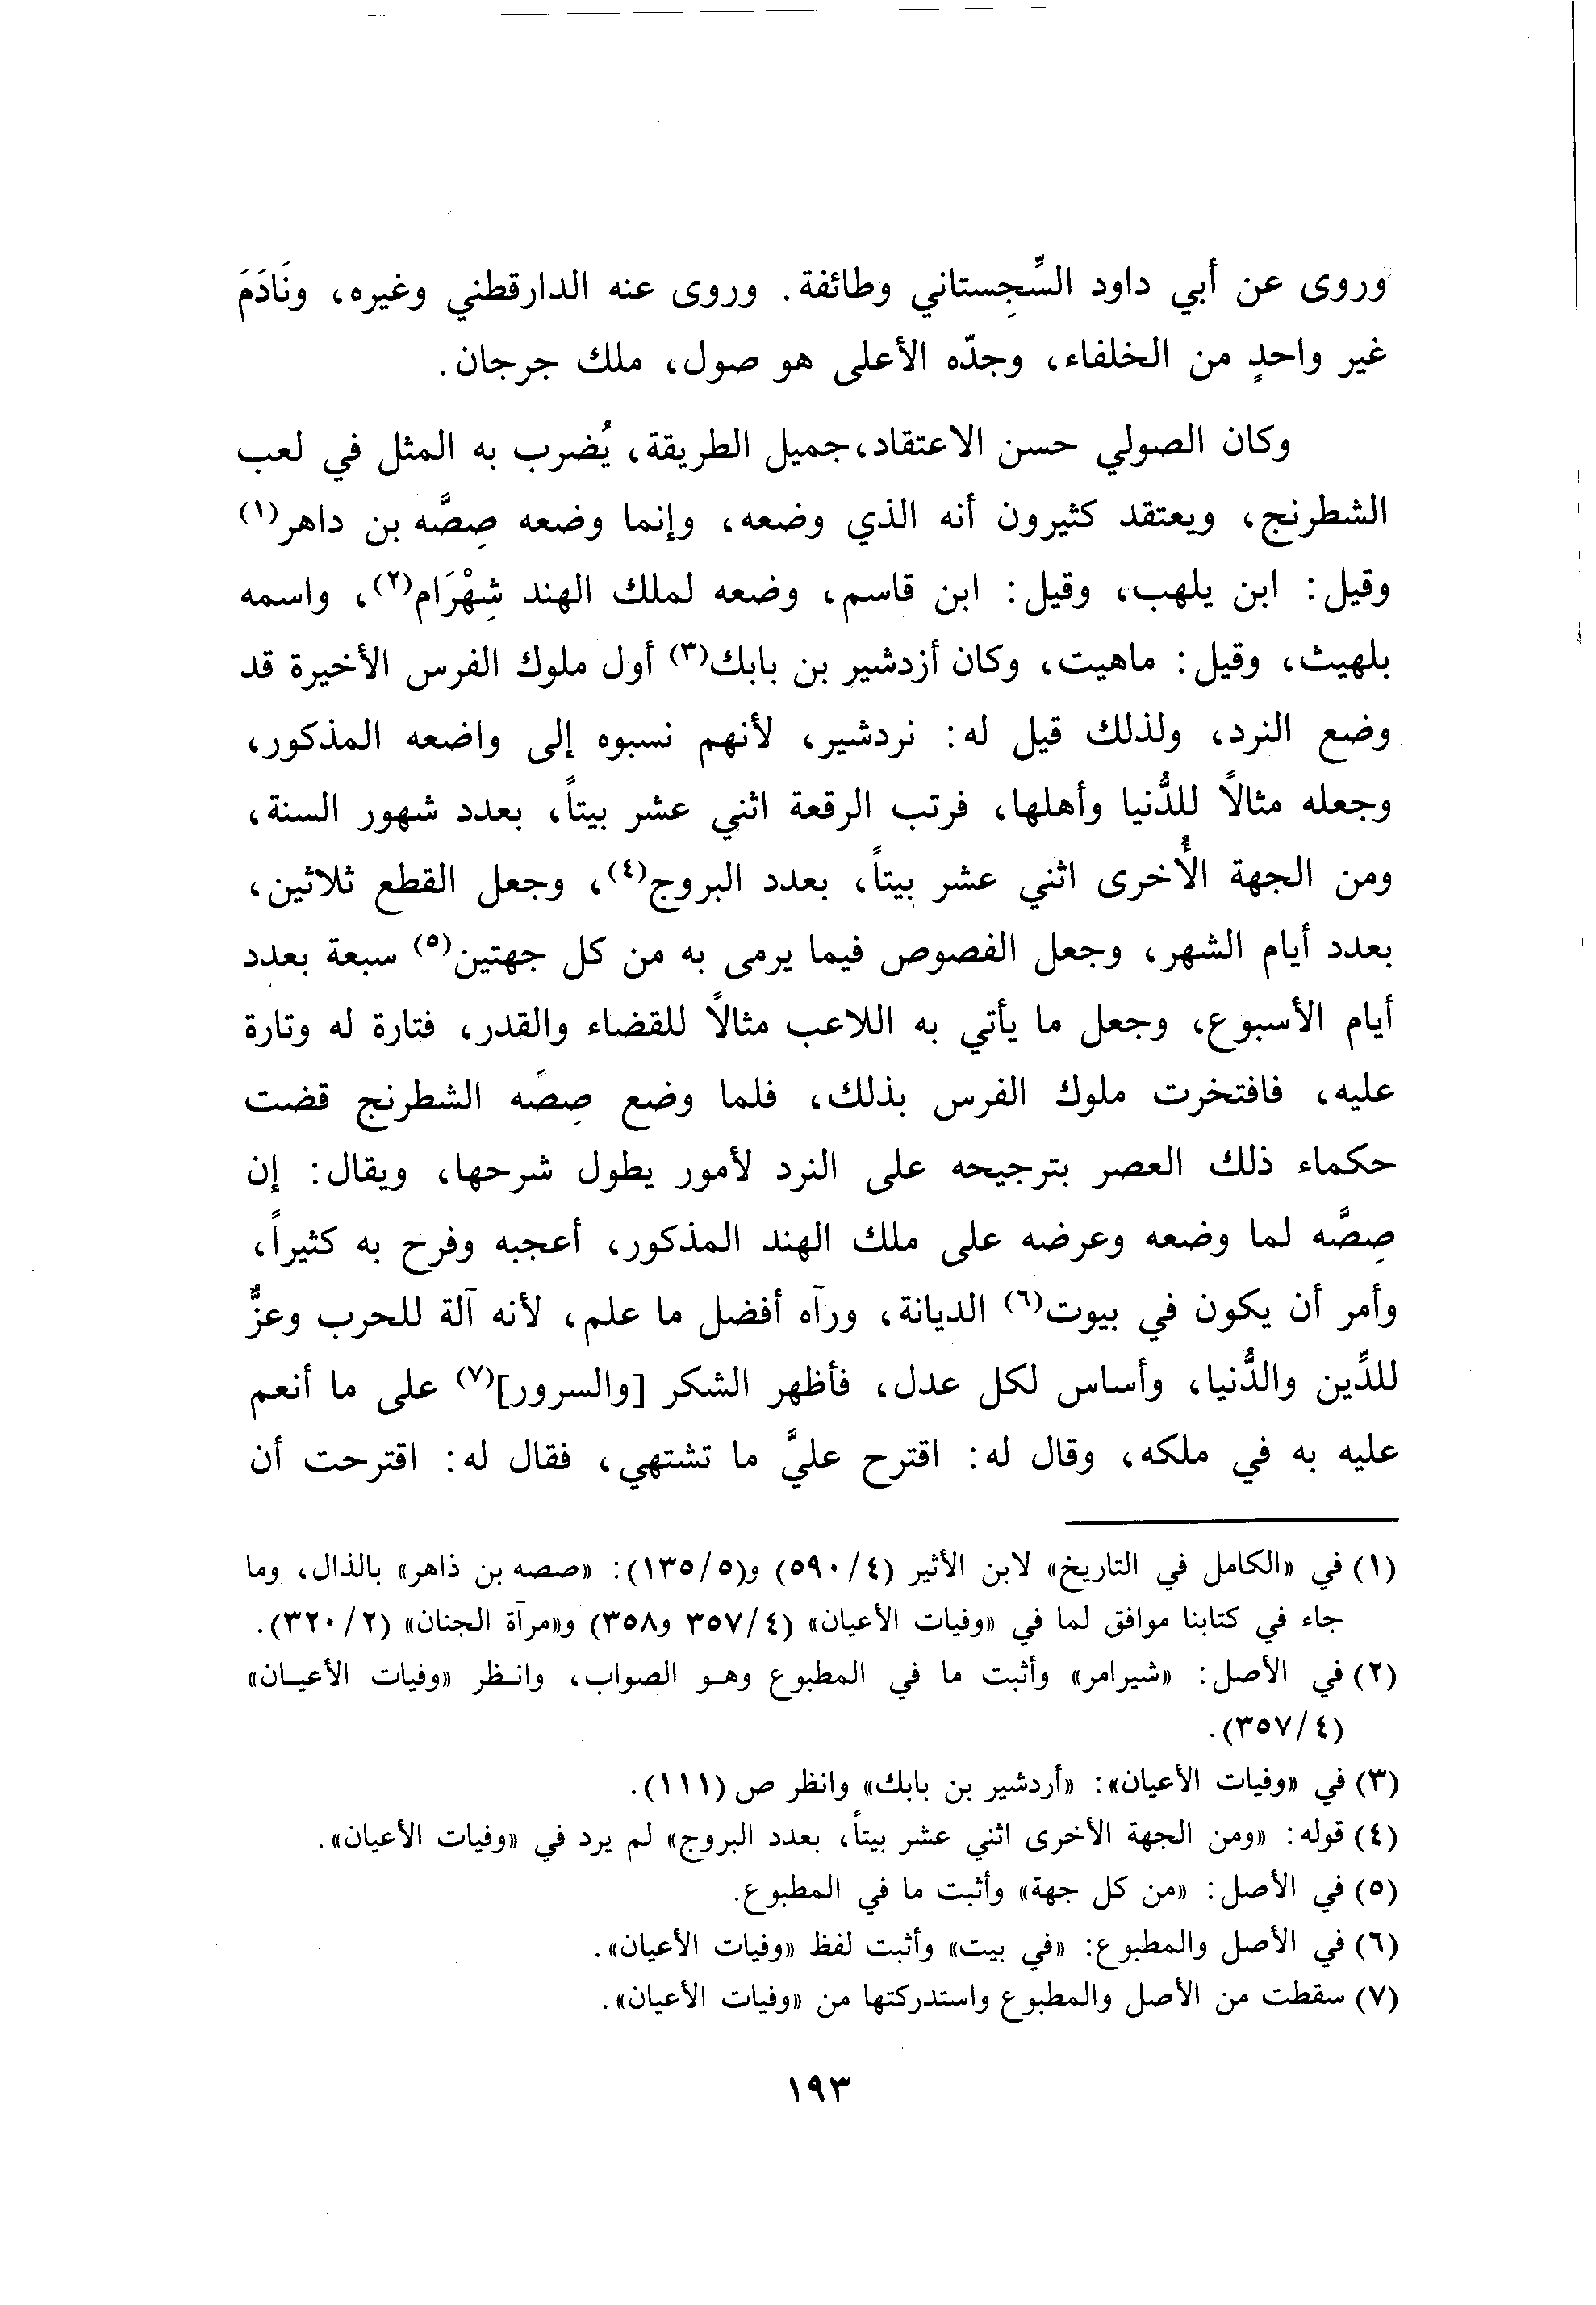 وروى عن أبي داود السِّجِستاني وطائفة. وروى عنه الدارقطني وغيره، ونَادَمَ
غير واحدٍ من الخلفاء، وجدّه الأعلى هو صول، ملك جرجان.
وكان الصولي حسن الاعتقاد، جميل الطريقة، يُضرب به المثل في لعب
الشطرنج، ويعتقد كثيرون أنه الذي وضعه، وإنما وضعه صِصَّه بن داهر(١)
وقيل: ابن يلهب، وقيل: ابن قاسم، وضعه لملك الهند شِهْرَام(٢)، واسمه
بلهيث، وقيل: ماهيت، وكان أزدشير بن بابك(٣) أول ملوك الفرس الأخيرة قد
وضع النرد، ولذلك قيل له: نردشير، لأنهم نسبوه إلى واضعه المذكور،
وجعله مثالاً للدُّنيا وأهلها، فرتب الرقعة اثني عشر بيتاً، بعدد شهور السنة،
ومن الجهة الأُخرى اثني عشر بيتاً، بعدد البروج(٤)، وجعل القطع ثلاثين،
بعدد أيام الشهر، وجعل الفصوص فيما يرمى به من كل جهتين(٥) سبعة بعدد
أيام الأسبوع، وجعل ما يأتي به اللاعب مثالاً للقضاء والقدر، فتارة له وتارة
عليه، فافتخرت ملوك الفرس بذلك، فلما وضع صِصَه الشطرنج قضت
حكماء ذلك العصر بترجيحه على النرد لأمور يطول شرحها، ويقال: إن
صِصَّه لما وضعه وعرضه على ملك الهند المذكور، أعجبه وفرح به كثيراً،
وأمر أن يكون في بيوت(٦) الديانة، ورآه أفضل ما علم، لأنه آلة للحرب وعزٌّ
للدِّين والدُّنيا، وأساس لكل عدل، فأظهر الشكر [والسرور](٧) على ما أنعم
عليه به في ملكه، وقال له: اقترح عليَّ ما تشتهي، فقال له: اقترحت أن
(١) في «الكامل في التاريخ» لابن الأثير (٤/ ٥٩٠) و(٥/ ١٣٥): «صصه بن ذاهر» بالذال، وما
جاء في كتابنا موافق لما في «وفيات الأعيان» (٤/ ٣٥٧ و٣٥٨) و«مرآة الجنان» (٢/ ٣٢٠).
(٢) في الأصل: «شيرامر» وأثبت ما في المطبوع وهو الصواب، وانظر «وفيات الأعيان»
(٤/ ٣٥٧).
(٣) في «وفيات الأعيان»: «أردشير بن بابك» وانظر ص (١١١).
(٤) قوله: «ومن الجهة الأخرى اثني عشر بيتاً، بعدد البروج» لم يرد في «وفيات الأعيان».
(٥) في الأصل: «من كل جهة» وأثبت ما في المطبوع.
(٦) في الأصل والمطبوع: «في بيت» وأثبت لفظ «وفيات الأعيان».
(٧) سقطت من الأصل والمطبوع واستدركتها من «وفيات الأعيان».
١٩٣